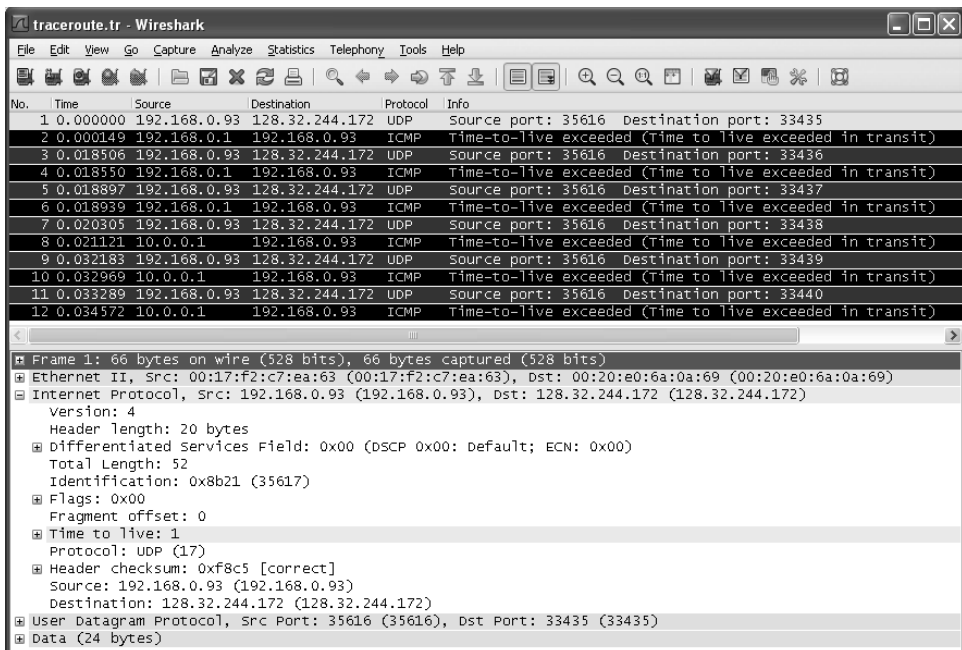 traceroute.tr - Wireshark
File Edit View Go Capture Analyze Statistics Telephony Tools Help
No. Time Source Destination Protocol Info
1 0.000000 192.168.0.93 128.32.244.172 UDP Source port: 35616 Destination port: 33435
2 0.000149 192.168.0.1 192.168.0.93 ICMP Time-to-live exceeded (Time to live exceeded in transit)
3 0.018506 192.168.0.93 128.32.244.172 UDP Source port: 35616 Destination port: 33436
4 0.018550 192.168.0.1 192.168.0.93 ICMP Time-to-live exceeded (Time to live exceeded in transit)
5 0.018897 192.168.0.93 128.32.244.172 UDP Source port: 35616 Destination port: 33437
6 0.018939 192.168.0.1 192.168.0.93 ICMP Time-to-live exceeded (Time to live exceeded in transit)
7 0.020305 192.168.0.93 128.32.244.172 UDP Source port: 35616 Destination port: 33438
8 0.021121 10.0.0.1 192.168.0.93 ICMP Time-to-live exceeded (Time to live exceeded in transit)
9 0.032183 192.168.0.93 128.32.244.172 UDP Source port: 35616 Destination port: 33439
10 0.032969 10.0.0.1 192.168.0.93 ICMP Time-to-live exceeded (Time to live exceeded in transit)
11 0.033289 192.168.0.93 128.32.244.172 UDP Source port: 35616 Destination port: 33440
12 0.034572 10.0.0.1 192.168.0.93 ICMP Time-to-live exceeded (Time to live exceeded in transit)
Frame 1: 66 bytes on wire (528 bits), 66 bytes captured (528 bits)
Ethernet II, Src: 00:17:f2:c7:ea:63 (00:17:f2:c7:ea:63), Dst: 00:20:e0:6a:0a:69 (00:20:e0:6a:0a:69)
Internet Protocol, Src: 192.168.0.93 (192.168.0.93), Dst: 128.32.244.172 (128.32.244.172)
Version: 4
Header length: 20 bytes
Differentiated Services Field: 0x00 (DSCP 0x00: Default; ECN: 0x00)
Total Length: 52
Identification: 0x8b21 (35617)
Flags: 0x00
Fragment offset: 0
Time to live: 1
Protocol: UDP (17)
Header checksum: 0xf8c5 [correct]
Source: 192.168.0.93 (192.168.0.93)
Destination: 128.32.244.172 (128.32.244.172)
User Datagram Protocol, Src Port: 35616 (35616), Dst Port: 33435 (33435)
Data (24 bytes)